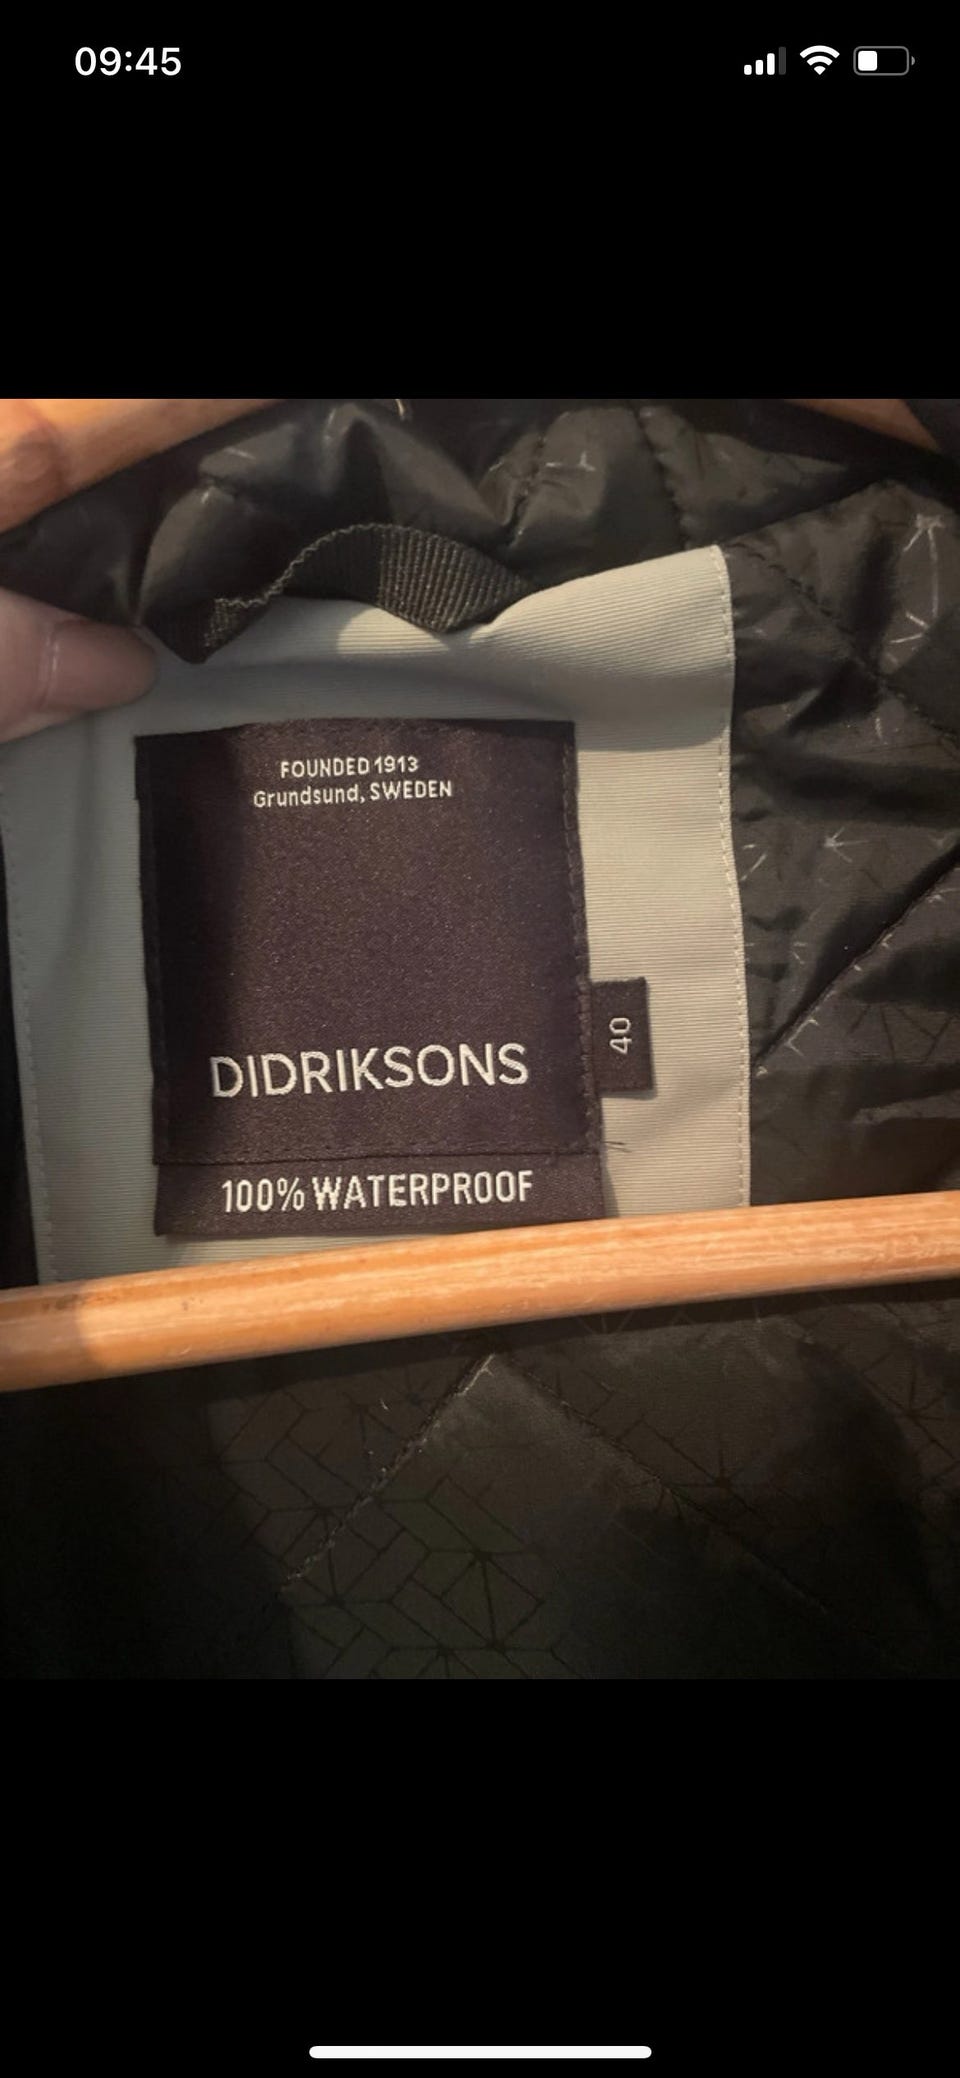 09:45
FOUNDED 1913
Grundsund, SWEDEN
DIDRIKSONS
40
100% WATERPROOF